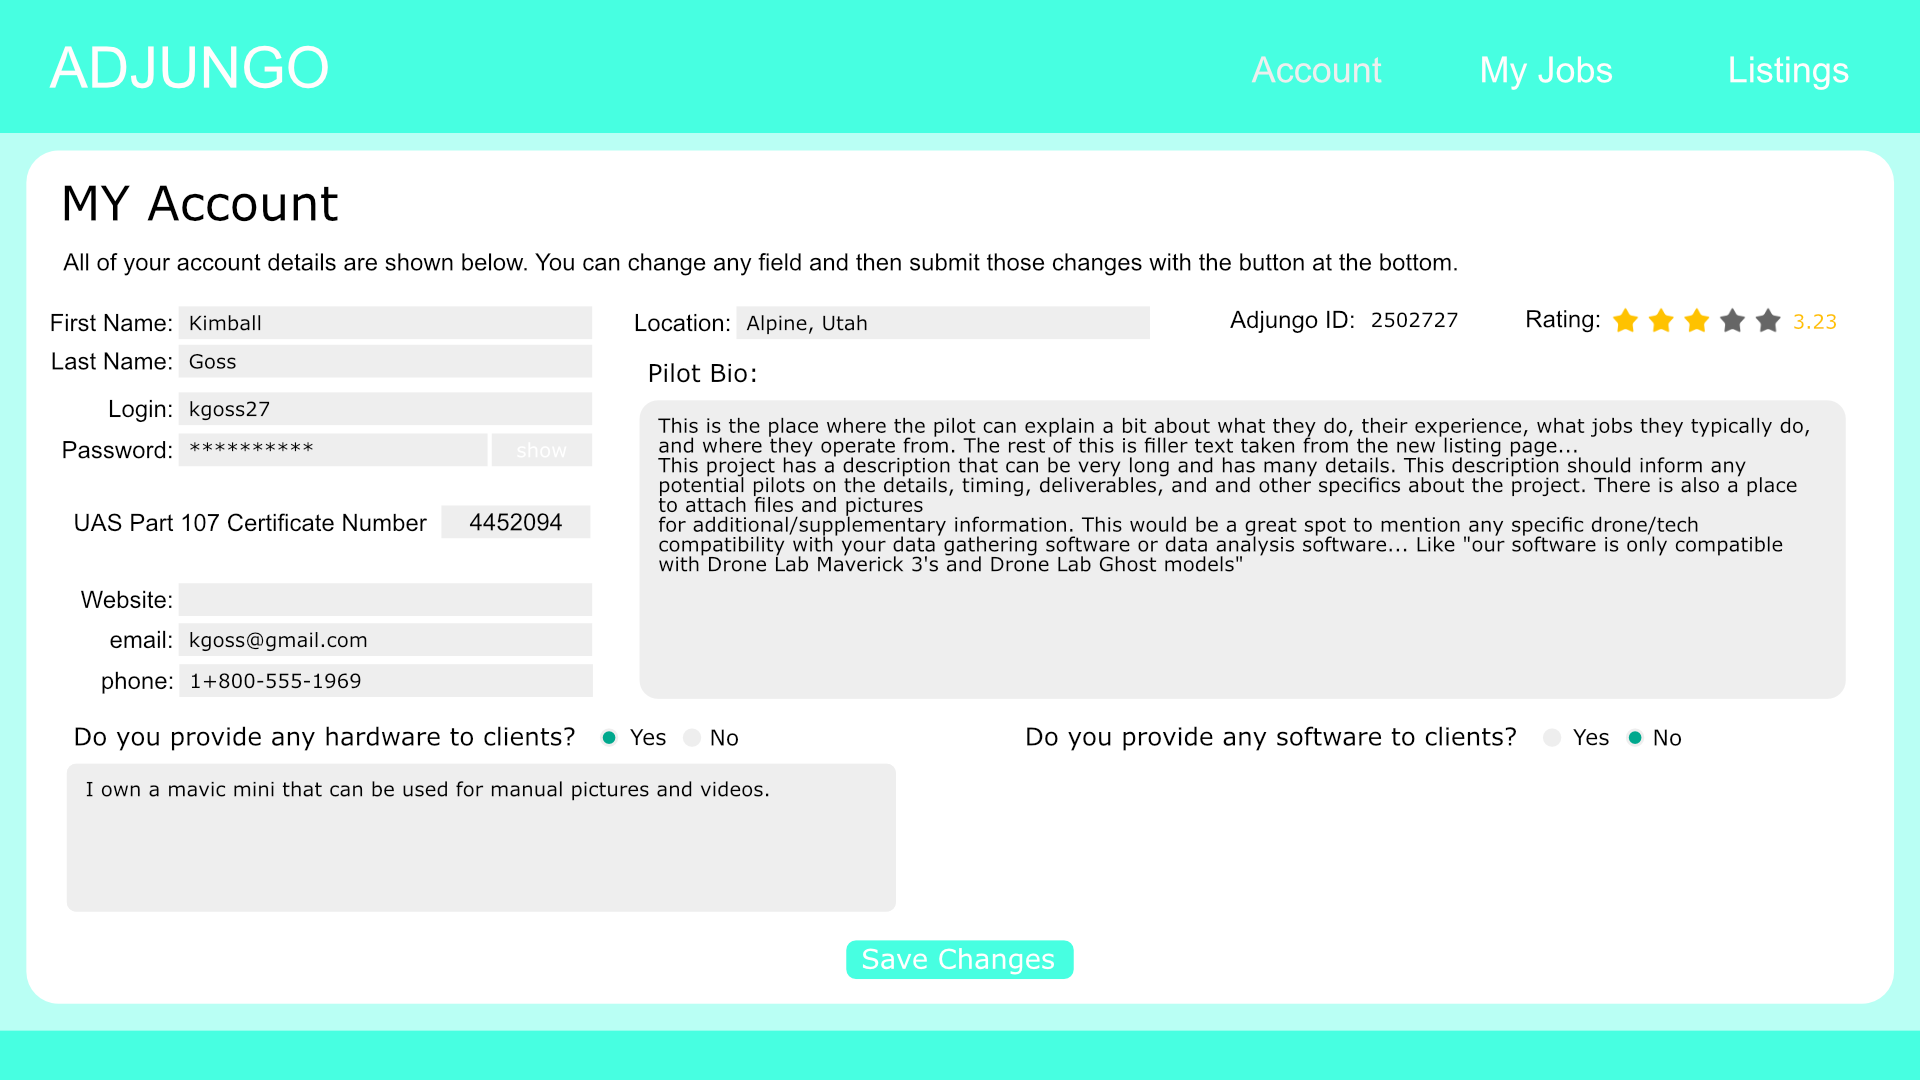 ADJUNGO
Account
My Jobs
Listings
MY Account
All of your account details are shown below. You can change any field and then submit those changes with the button at the bottom.
First Name: Kimball
Last Name: Goss
Login: kgoss27
Password: ********** show
UAS Part 107 Certificate Number 4452094
Website:
email: kgoss@gmail.com
phone: 1+800-555-1969
Location: Alpine, Utah
Adjungo ID: 2502727
Rating: 3.23
Pilot Bio:
This is the place where the pilot can explain a bit about what they do, their experience, what jobs they typically do,
and where they operate from. The rest of this is filler text taken from the new listing page...
This project has a description that can be very long and has many details. This description should inform any
potential pilots on the details, timing, deliverables, and and other specifics about the project. There is also a place
to attach files and pictures
for additional/supplementary information. This would be a great spot to mention any specific drone/tech
compatibility with your data gathering software or data analysis software... Like "our software is only compatible
with Drone Lab Maverick 3's and Drone Lab Ghost models"
Do you provide any hardware to clients? Yes No
I own a mavic mini that can be used for manual pictures and videos.
Do you provide any software to clients? Yes No
Save Changes